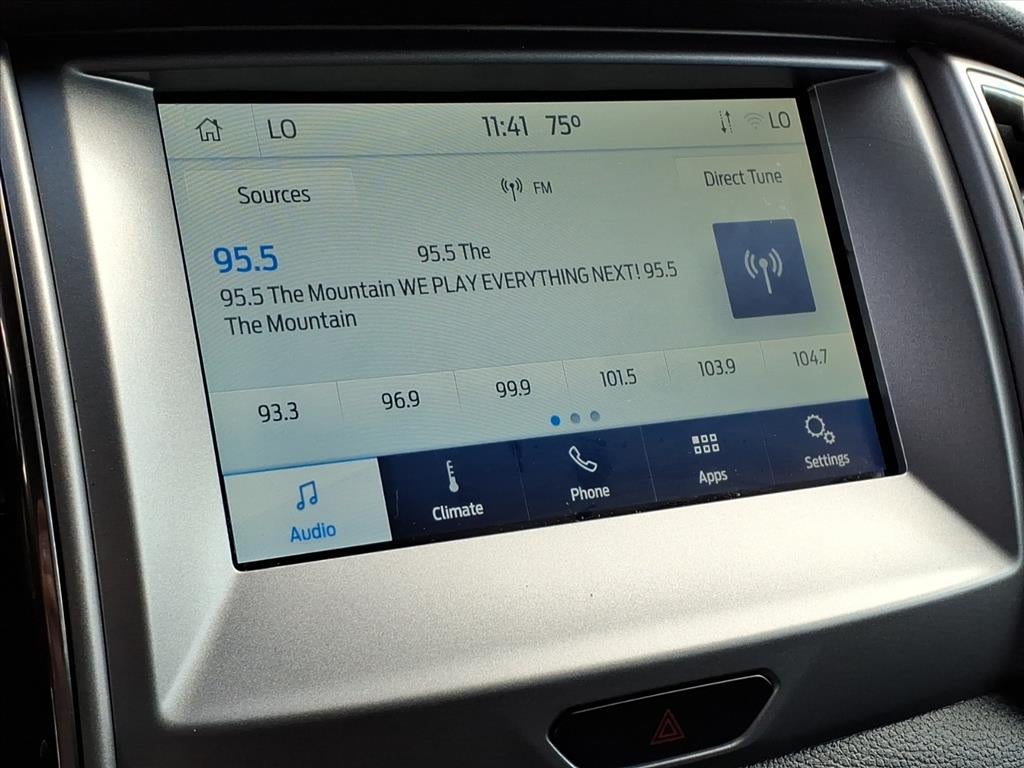 LO 11:41 75° LO
Sources FM Direct Tune
95.5 95.5 The
95.5 The Mountain WE PLAY EVERYTHING NEXT! 95.5
The Mountain
93.3 96.9 99.9 101.5 103.9 104.7
Audio Climate Phone Apps Settings